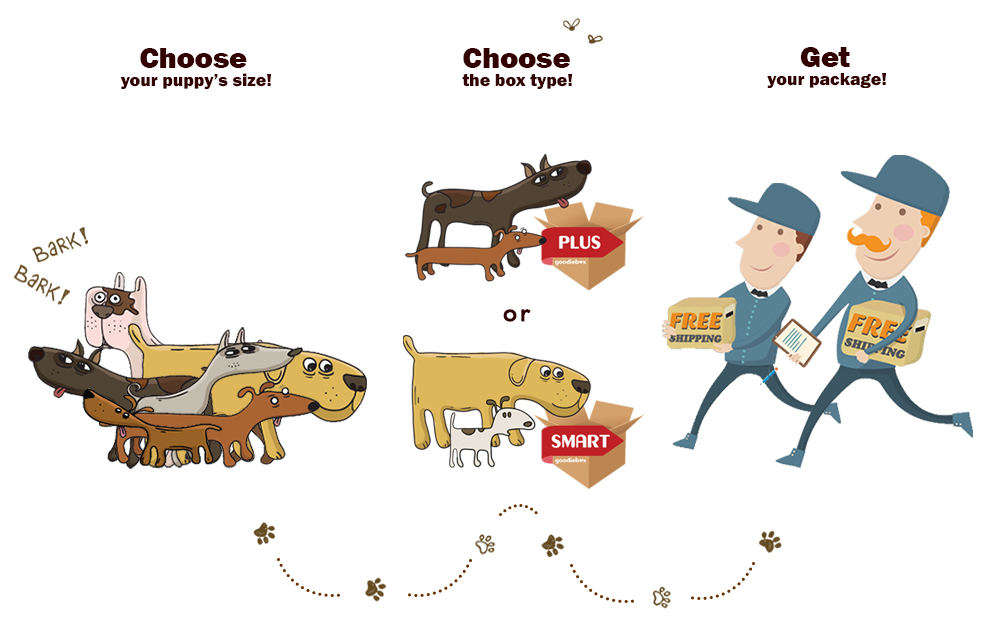 Choose
your puppy's size!
BARK!
BARK!
Choose
the box type!
PLUS
goodiebox
or
SMART
goodiebox
Get
your package!
FREE
SHIPPING
FREE
SHIPPING